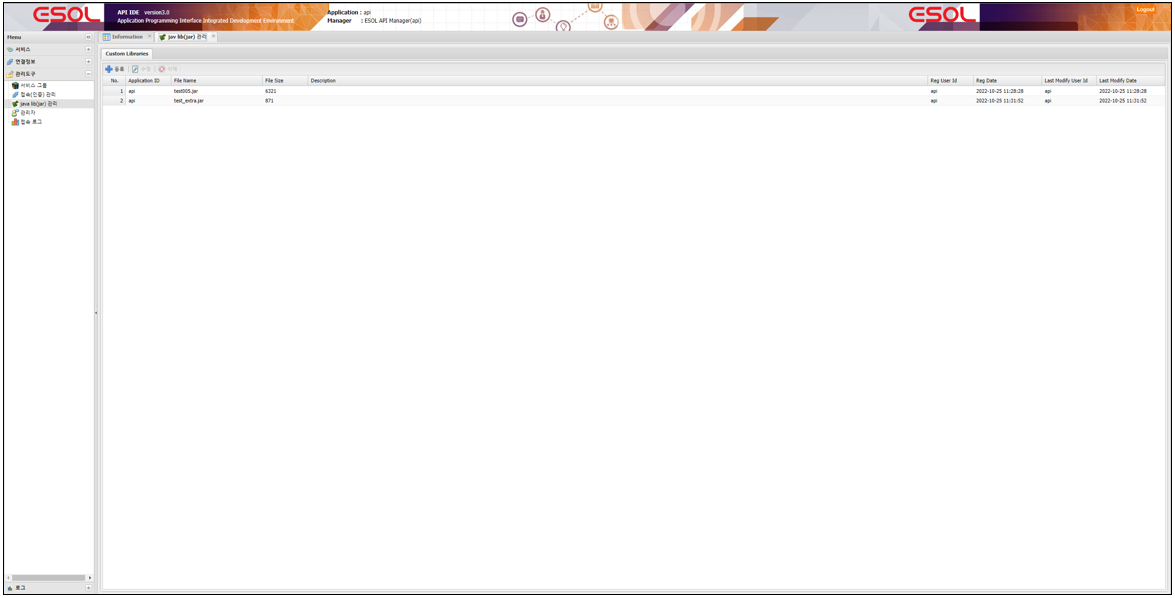 ESOL
API IDE version3.0
Application Programming Interface Integrated Development Environment
Application : api
Manager : ESOL API Manager(api)
ESOL
Logout
Menu
Information
jav lib(jar) 관리
서비스
연결정보
관리도구
서비스 그룹
접속(인증) 관리
java lib(jar) 관리
관리자
접속 로그
로그
Custom Libraries
등록 수정 삭제
No. Application ID File Name File Size Description Reg User Id Reg Date Last Modify User Id Last Modify Date
1 api test005.jar 6321 api 2022-10-25 11:28:28 api 2022-10-25 11:28:28
2 api test_extra.jar 871 api 2022-10-25 11:31:52 api 2022-10-25 11:31:52